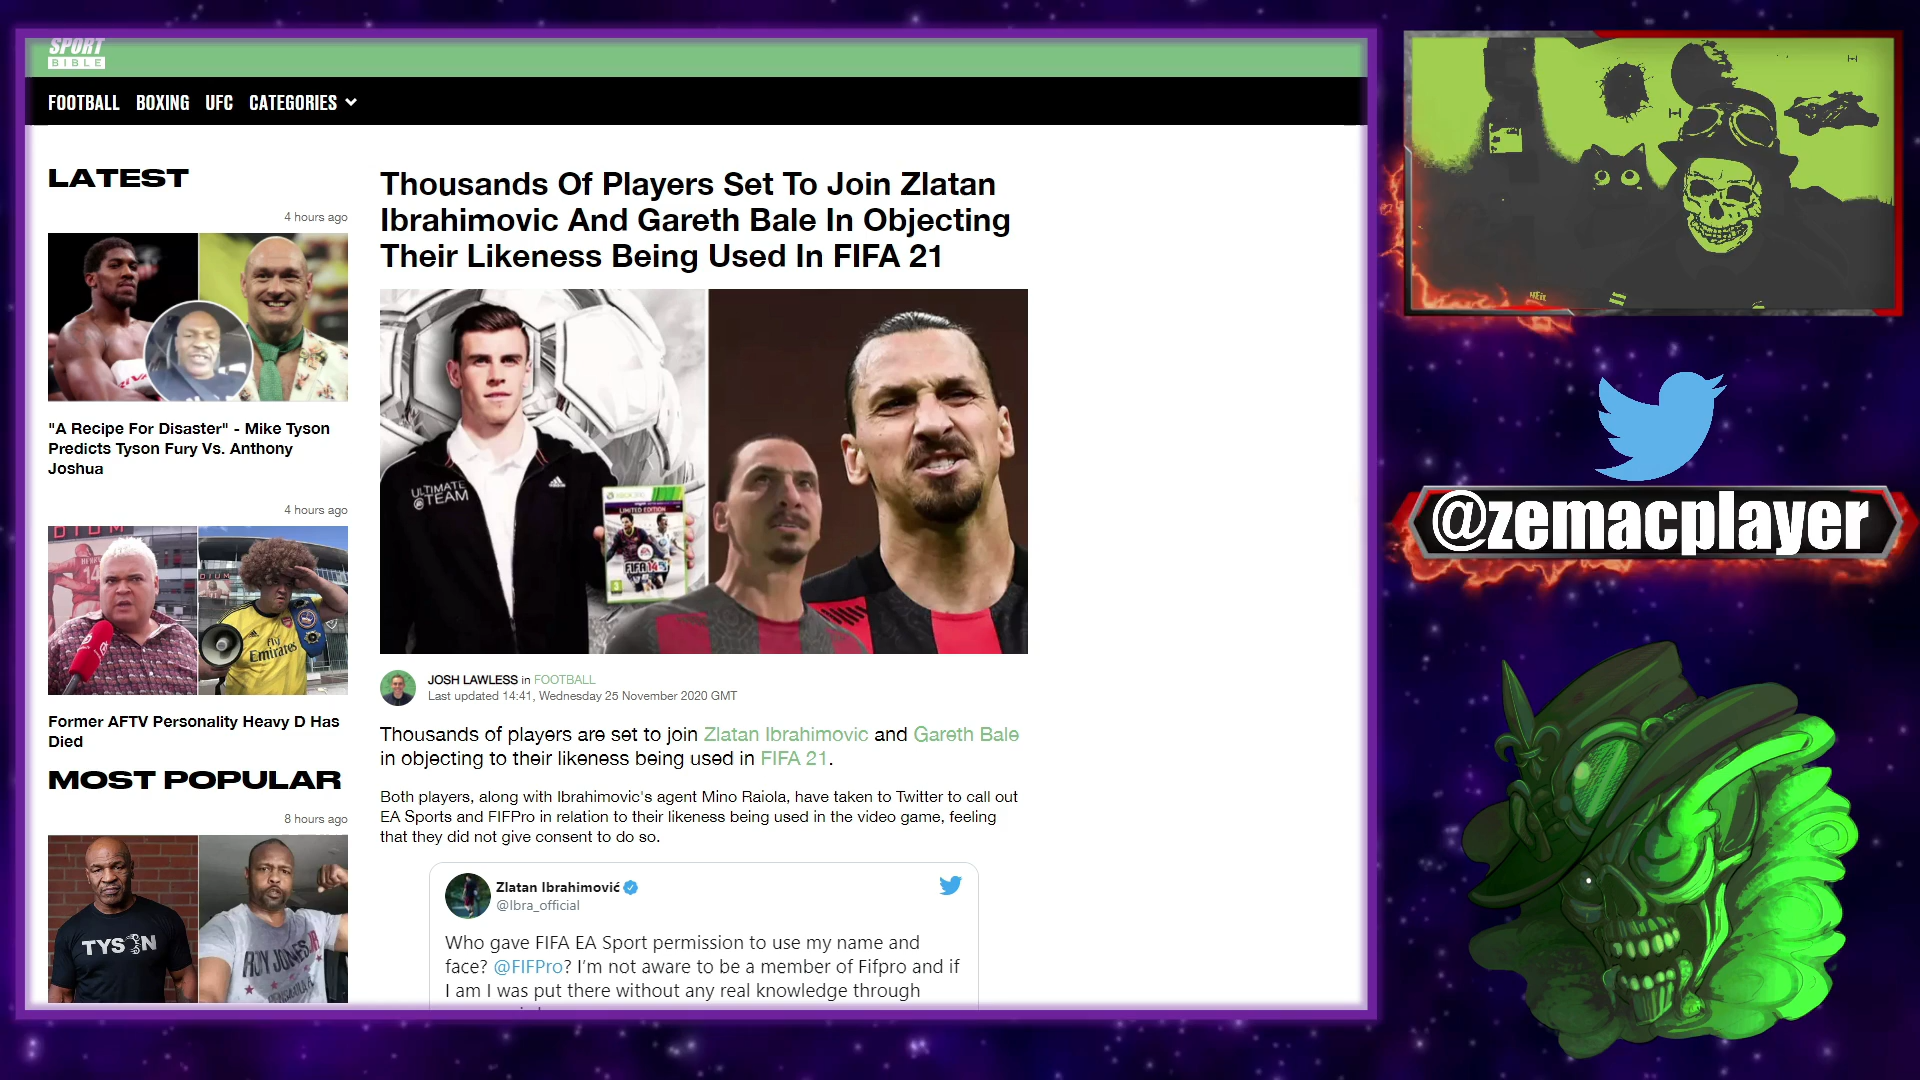 SPORT
BIBLE
FOOTBALL BOXING UFC CATEGORIES
LATEST
4 hours ago
"A Recipe For Disaster" - Mike Tyson
Predicts Tyson Fury Vs. Anthony
Joshua
4 hours ago
Emirates
Former AFTV Personality Heavy D Has
Died
MOST POPULAR
8 hours ago
TYSON
ROY JONES JR
Thousands Of Players Set To Join Zlatan
Ibrahimovic And Gareth Bale In Objecting
Their Likeness Being Used In FIFA 21
ULTIMATE
TEAM
LIMITED EDITION
FIFA 14
JOSH LAWLESS in FOOTBALL
Last updated 14:41, Wednesday 25 November 2020 GMT
Thousands of players are set to join Zlatan Ibrahimovic and Gareth Bale
in objecting to their likeness being used in FIFA 21.
Both players, along with Ibrahimovic's agent Mino Raiola, have taken to Twitter to call out
EA Sports and FIFPro in relation to their likeness being used in the video game, feeling
that they did not give consent to do so.
Zlatan Ibrahimović
@Ibra_official
Who gave FIFA EA Sport permission to use my name and
face? @FIFPro? I'm not aware to be a member of Fifpro and if
I am I was put there without any real knowledge through
@zemacplayer